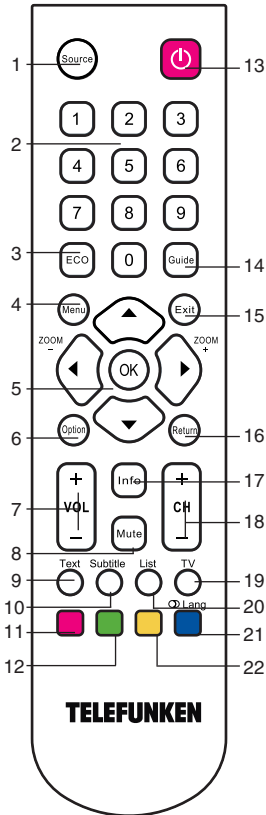 1 Source 13
1 2 3
2
4 5 6
7 8 9
3 ECO 0 Guide 14
4 Menu Exit 15
ZOOM − ZOOM +
5 OK
6 Option Return 16
+ Info + 17
7 VOL CH 18
− Mute −
8
Text Subtitle List TV
9 19
10 Lang 20
11 21
12 22
TELEFUNKEN